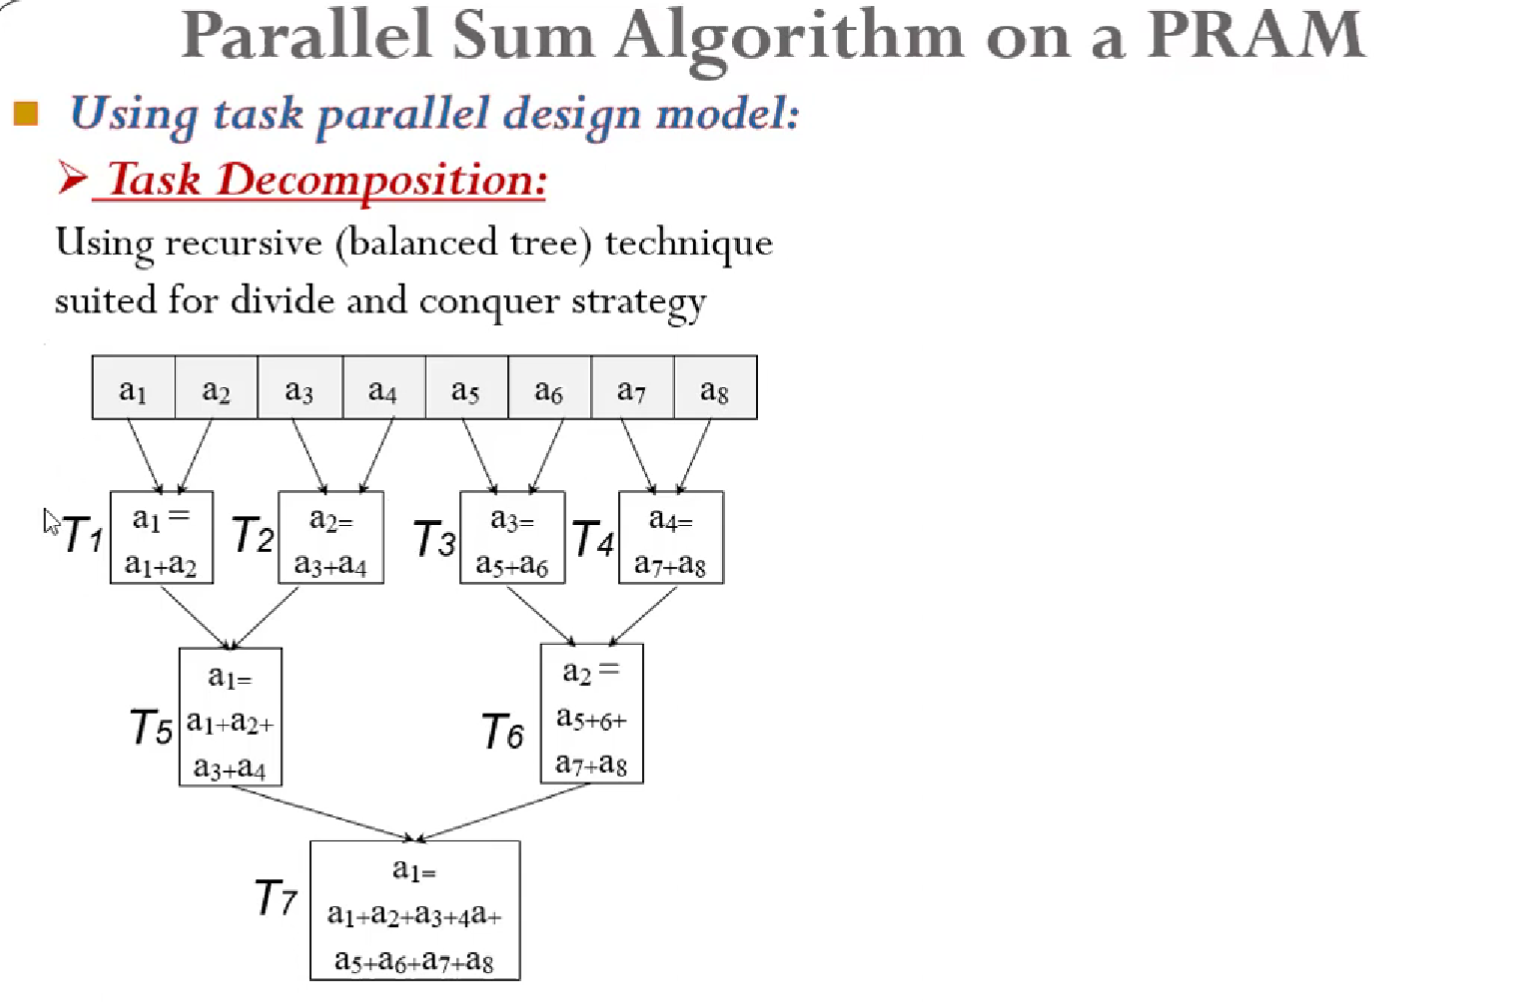 Parallel Sum Algorithm on a PRAM
Using task parallel design model:
Task Decomposition:
Using recursive (balanced tree) technique
suited for divide and conquer strategy
a1 a2 a3 a4 a5 a6 a7 a8
T1
a1 =
a1+a2
T2
a2=
a3+a4
T3
a3=
a5+a6
T4
a4=
a7+a8
T5
a1=
a1+a2+
a3+a4
T6
a2 =
a5+6+
a7+a8
T7
a1=
a1+a2+a3+4a+
a5+a6+a7+a8